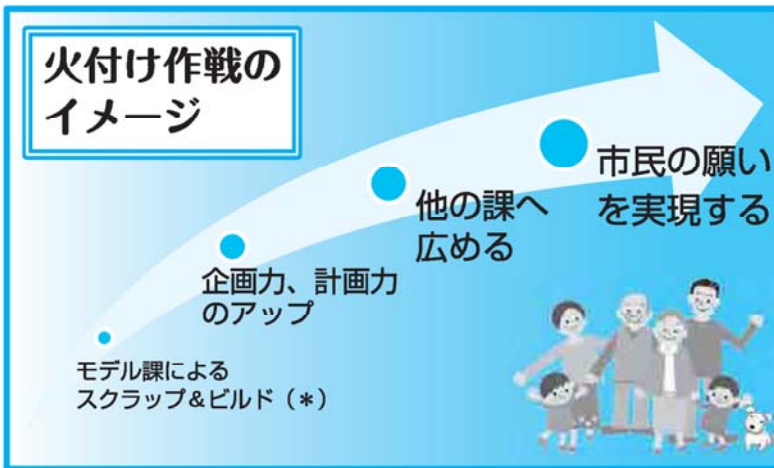 火付け作戦の
イメージ
市民の願い
を実現する
他の課へ
広める
企画力、計画力
のアップ
モデル課による
スクラップ&ビルド（*）